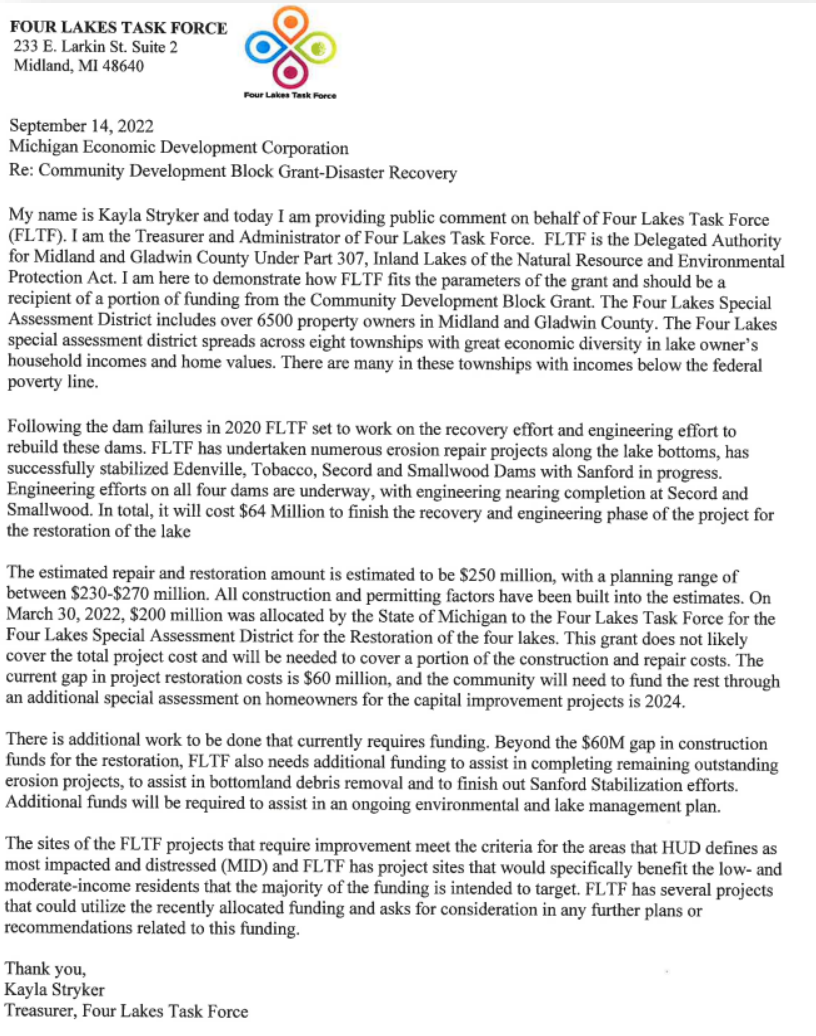 FOUR LAKES TASK FORCE
233 E. Larkin St. Suite 2
Midland, MI 48640
Four Lakes Task Force
September 14, 2022
Michigan Economic Development Corporation
Re: Community Development Block Grant-Disaster Recovery
My name is Kayla Stryker and today I am providing public comment on behalf of Four Lakes Task Force
(FLTF). I am the Treasurer and Administrator of Four Lakes Task Force.  FLTF is the Delegated Authority
for Midland and Gladwin County Under Part 307, Inland Lakes of the Natural Resource and Environmental
Protection Act. I am here to demonstrate how FLTF fits the parameters of the grant and should be a
recipient of a portion of funding from the Community Development Block Grant. The Four Lakes Special
Assessment District includes over 6500 property owners in Midland and Gladwin County. The Four Lakes
special assessment district spreads across eight townships with great economic diversity in lake owner's
household incomes and home values. There are many in these townships with incomes below the federal
poverty line.
Following the dam failures in 2020 FLTF set to work on the recovery effort and engineering effort to
rebuild these dams. FLTF has undertaken numerous erosion repair projects along the lake bottoms, has
successfully stabilized Edenville, Tobacco, Secord and Smallwood Dams with Sanford in progress.
Engineering efforts on all four dams are underway, with engineering nearing completion at Secord and
Smallwood. In total, it will cost $64 Million to finish the recovery and engineering phase of the project for
the restoration of the lake
The estimated repair and restoration amount is estimated to be $250 million, with a planning range of
between $230-$270 million. All construction and permitting factors have been built into the estimates. On
March 30, 2022, $200 million was allocated by the State of Michigan to the Four Lakes Task Force for the
Four Lakes Special Assessment District for the Restoration of the four lakes. This grant does not likely
cover the total project cost and will be needed to cover a portion of the construction and repair costs. The
current gap in project restoration costs is $60 million, and the community will need to fund the rest through
an additional special assessment on homeowners for the capital improvement projects is 2024.
There is additional work to be done that currently requires funding. Beyond the $60M gap in construction
funds for the restoration, FLTF also needs additional funding to assist in completing remaining outstanding
erosion projects, to assist in bottomland debris removal and to finish out Sanford Stabilization efforts.
Additional funds will be required to assist in an ongoing environmental and lake management plan.
The sites of the FLTF projects that require improvement meet the criteria for the areas that HUD defines as
most impacted and distressed (MID) and FLTF has project sites that would specifically benefit the low- and
moderate-income residents that the majority of the funding is intended to target. FLTF has several projects
that could utilize the recently allocated funding and asks for consideration in any further plans or
recommendations related to this funding.
Thank you,
Kayla Stryker
Treasurer, Four Lakes Task Force